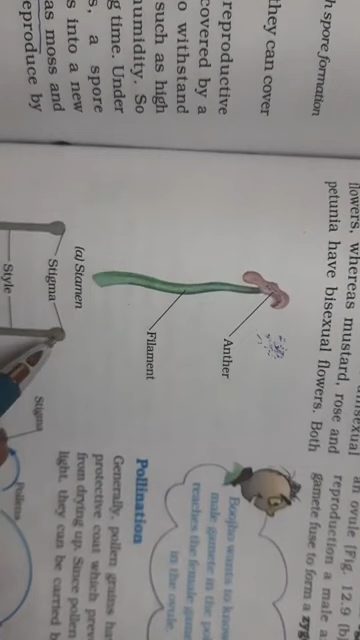 h spore formation
they can cover
reproductive
covered by a
o withstand
such as high
humidity. So
g time. Under
s, a spore
s into a new
as moss and
eproduce by
flowers, whereas mustard, rose and
petunia have bisexual flowers. Both
Anther
Filament
(a) Stamen
Stigma
Style
an ovule [Fig. 12.9 (b
reproduction a male a
gamete fuse to form a zyg
Boojho wants to know
male gamete in the p
reaches the female game
in the ovule.
Pollination
Generally pollen grains ha
protective coat which prev
from drying up. Since pollen
light, they can be carried b
Stigma
Pollens